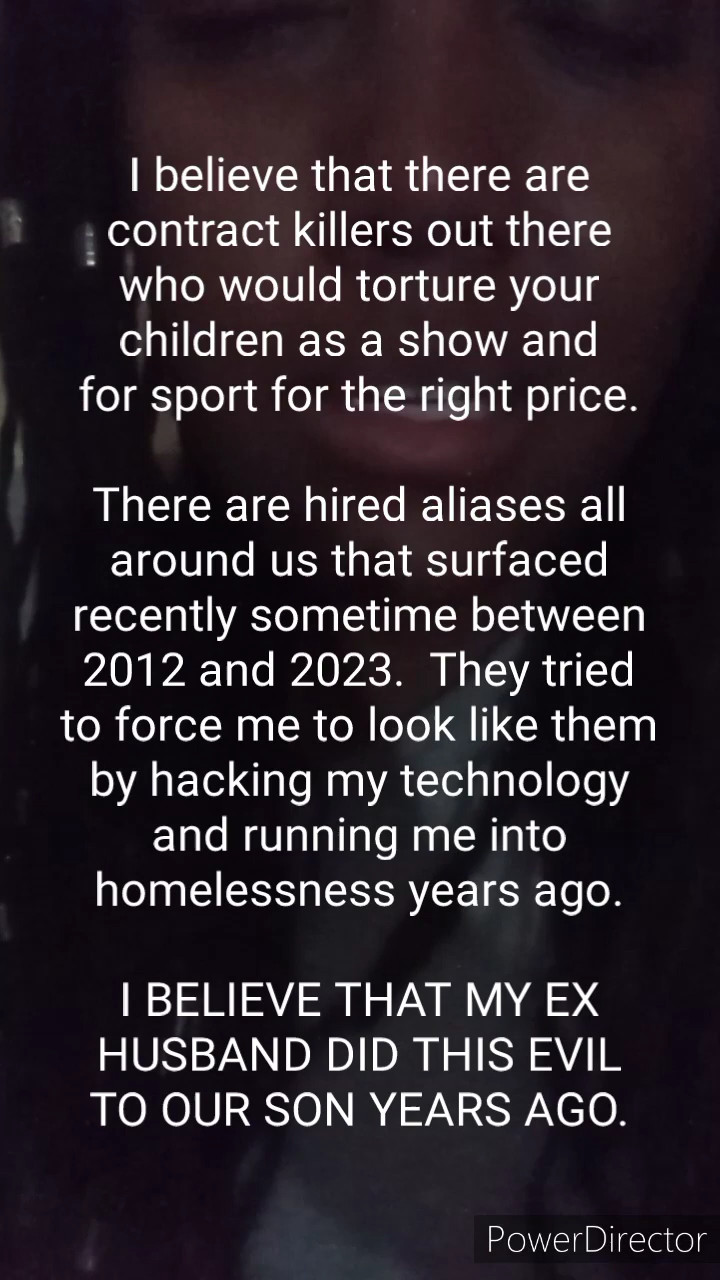 I believe that there are
contract killers out there
who would torture your
children as a show and
for sport for the right price.
There are hired aliases all
around us that surfaced
recently sometime between
2012 and 2023. They tried
to force me to look like them
by hacking my technology
and running me into
homelessness years ago.
I BELIEVE THAT MY EX
HUSBAND DID THIS EVIL
TO OUR SON YEARS AGO.
PowerDirector